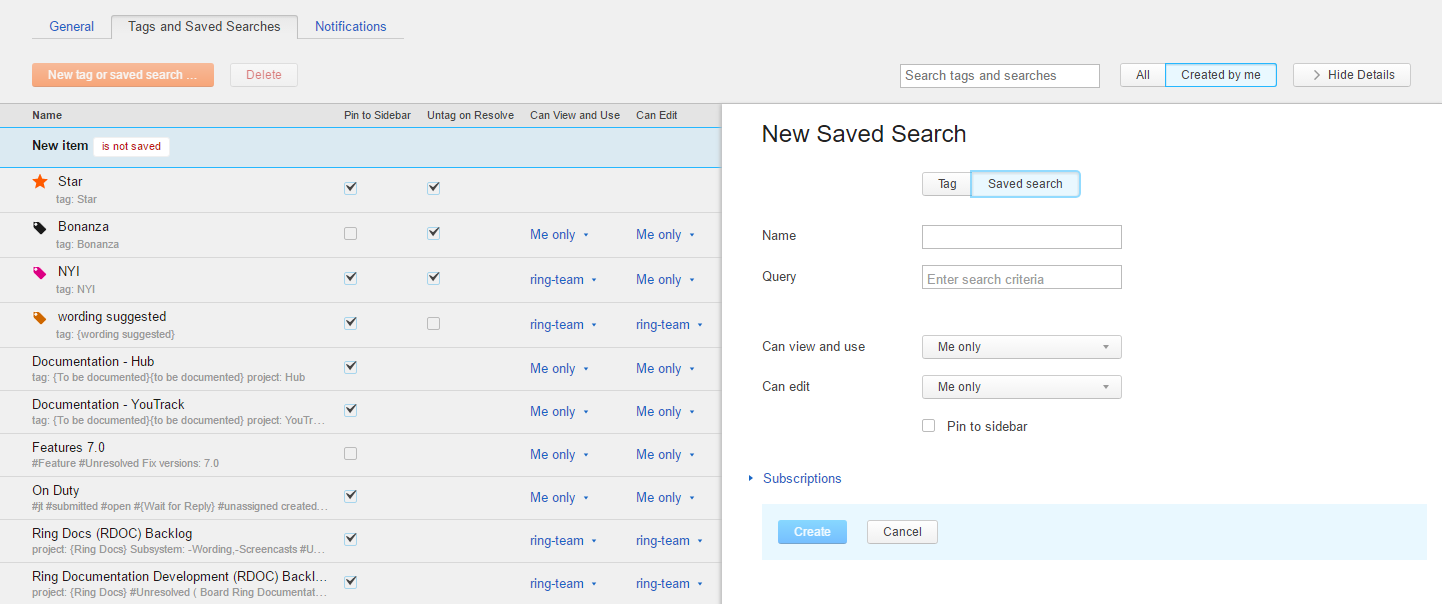 General Tags and Saved Searches Notifications
New tag or saved search ... Delete Search tags and searches All Created by me Hide Details
Name Pin to Sidebar Untag on Resolve Can View and Use Can Edit
New item is not saved
Star
tag: Star
Bonanza
tag: Bonanza
Me only Me only
NYI
tag: NYI
ring-team Me only
wording suggested
tag: {wording suggested}
ring-team ring-team
Documentation - Hub
tag: {To be documented}{to be documented} project: Hub
Me only Me only
Documentation - YouTrack
tag: {To be documented}{to be documented} project: YouTr...
Me only Me only
Features 7.0
#Feature #Unresolved Fix versions: 7.0
Me only Me only
On Duty
#jt #submitted #open #{Wait for Reply} #unassigned created...
Me only Me only
Ring Docs (RDOC) Backlog
project: {Ring Docs} Subsystem: -Wording,-Screencasts #U...
ring-team ring-team
Ring Documentation Development (RDOC) Backl...
project: {Ring Docs} #Unresolved ( Board Ring Documentat...
ring-team ring-team
New Saved Search
Tag Saved search
Name
Query Enter search criteria
Can view and use Me only
Can edit Me only
Pin to sidebar
Subscriptions
Create Cancel